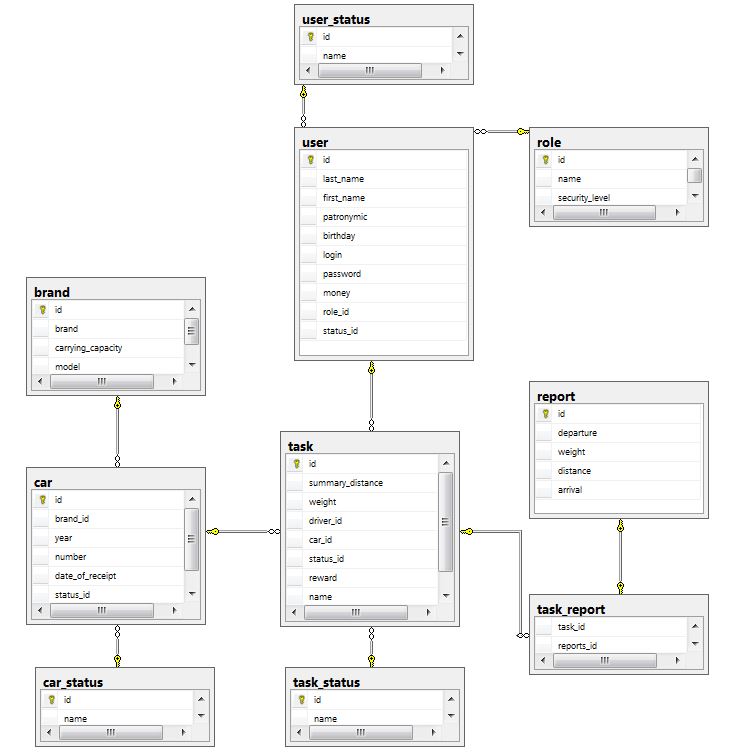 user_status
id
name
user
id
last_name
first_name
patronymic
birthday
login
password
money
role_id
status_id
role
id
name
security_level
brand
id
brand
carrying_capacity
model
report
id
departure
weight
distance
arrival
task
id
summary_distance
weight
driver_id
car_id
status_id
reward
name
car
id
brand_id
year
number
date_of_receipt
status_id
task_report
task_id
reports_id
car_status
id
name
task_status
id
name